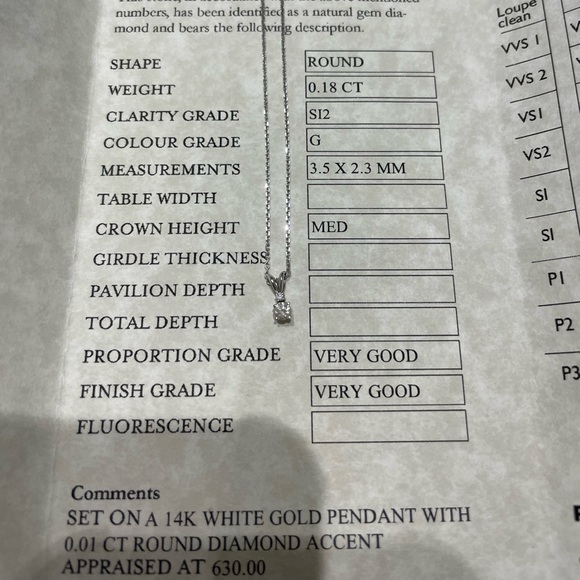 numbers, has been identified as a natural gem dia-
mond and bears the following description.
SHAPE ROUND
WEIGHT 0.18 CT
CLARITY GRADE SI2
COLOUR GRADE G
MEASUREMENTS 3.5 X 2.3 MM
TABLE WIDTH
CROWN HEIGHT MED
GIRDLE THICKNESS
PAVILION DEPTH
TOTAL DEPTH
PROPORTION GRADE VERY GOOD
FINISH GRADE VERY GOOD
FLUORESCENCE
Comments
SET ON A 14K WHITE GOLD PENDANT WITH
0.01 CT ROUND DIAMOND ACCENT
APPRAISED AT 630.00
Loupe
clean
VVS 1
VVS 2
VS1
VS2
SI
SI
P1
P2
P3